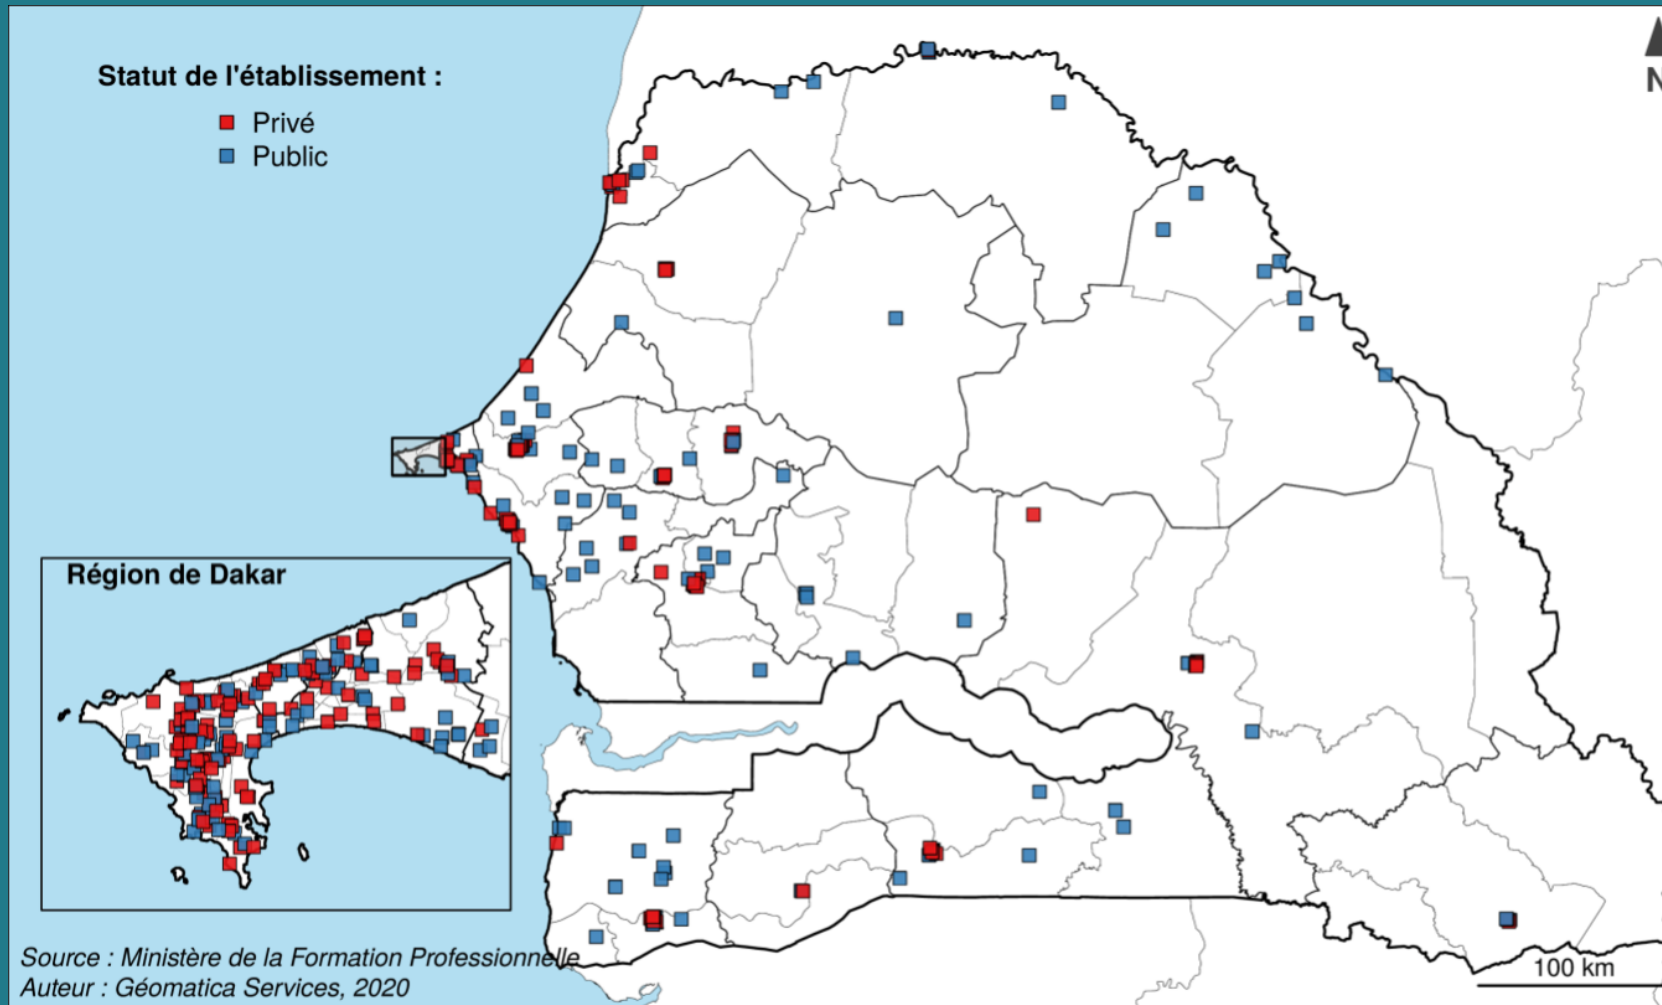 Statut de l'établissement :
Privé
Public
N
Région de Dakar
Source : Ministère de la Formation Professionnelle
Auteur : Géomatica Services, 2020
100 km